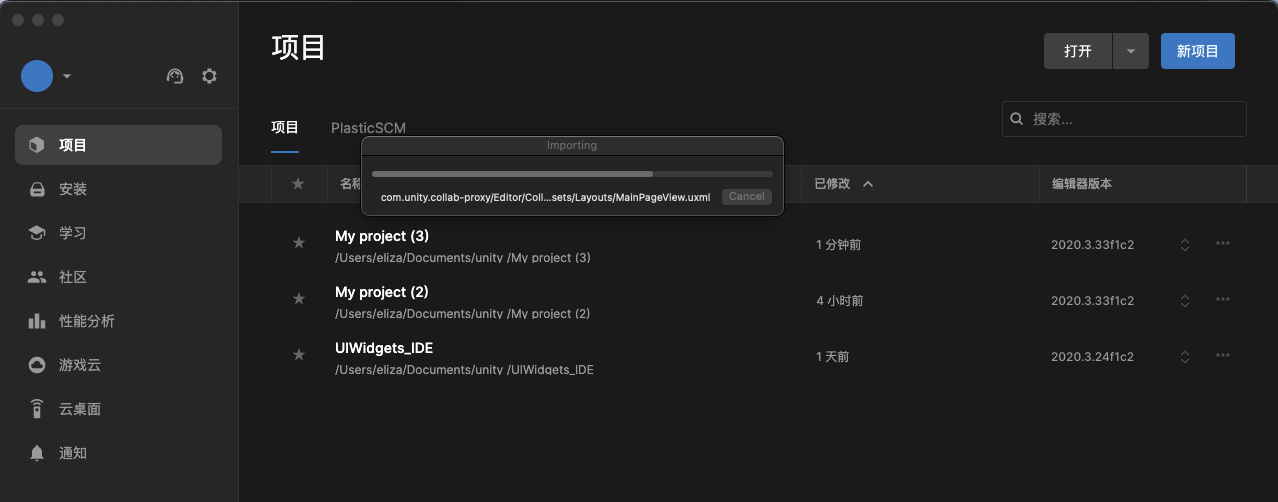 项目
打开
新项目
项目
PlasticSCM
搜索...
Importing
com.unity.collab-proxy/Editor/Coll...sets/Layouts/MainPageView.uxml
Cancel
项目
安装
学习
社区
性能分析
游戏云
云桌面
通知
★ 名称 已修改 编辑器版本
★ My project (3) 1 分钟前 2020.3.33f1c2 ...
/Users/eliza/Documents/unity /My project (3)
★ My project (2) 4 小时前 2020.3.33f1c2 ...
/Users/eliza/Documents/unity /My project (2)
★ UIWidgets_IDE 1 天前 2020.3.24f1c2 ...
/Users/eliza/Documents/unity /UIWidgets_IDE